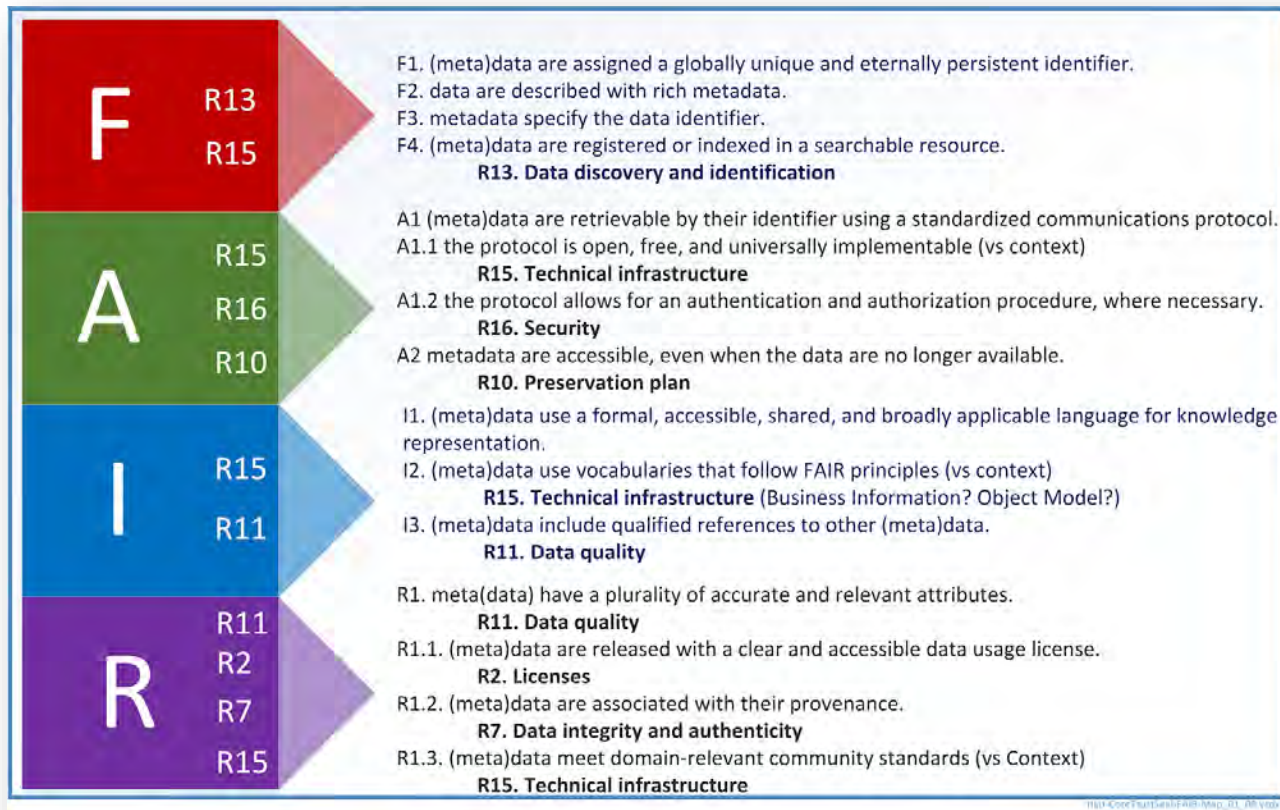 F
R13
R15
F1. (meta)data are assigned a globally unique and eternally persistent identifier.
F2. data are described with rich metadata.
F3. metadata specify the data identifier.
F4. (meta)data are registered or indexed in a searchable resource.
R13. Data discovery and identification
A
R15
R16
R10
A1 (meta)data are retrievable by their identifier using a standardized communications protocol.
A1.1 the protocol is open, free, and universally implementable (vs context)
R15. Technical infrastructure
A1.2 the protocol allows for an authentication and authorization procedure, where necessary.
R16. Security
A2 metadata are accessible, even when the data are no longer available.
R10. Preservation plan
I
R15
R11
I1. (meta)data use a formal, accessible, shared, and broadly applicable language for knowledge
representation.
I2. (meta)data use vocabularies that follow FAIR principles (vs context)
R15. Technical infrastructure (Business Information? Object Model?)
I3. (meta)data include qualified references to other (meta)data.
R11. Data quality
R
R11
R2
R7
R15
R1. meta(data) have a plurality of accurate and relevant attributes.
R11. Data quality
R1.1. (meta)data are released with a clear and accessible data usage license.
R2. Licenses
R1.2. (meta)data are associated with their provenance.
R7. Data integrity and authenticity
R1.3. (meta)data meet domain-relevant community standards (vs Context)
R15. Technical infrastructure